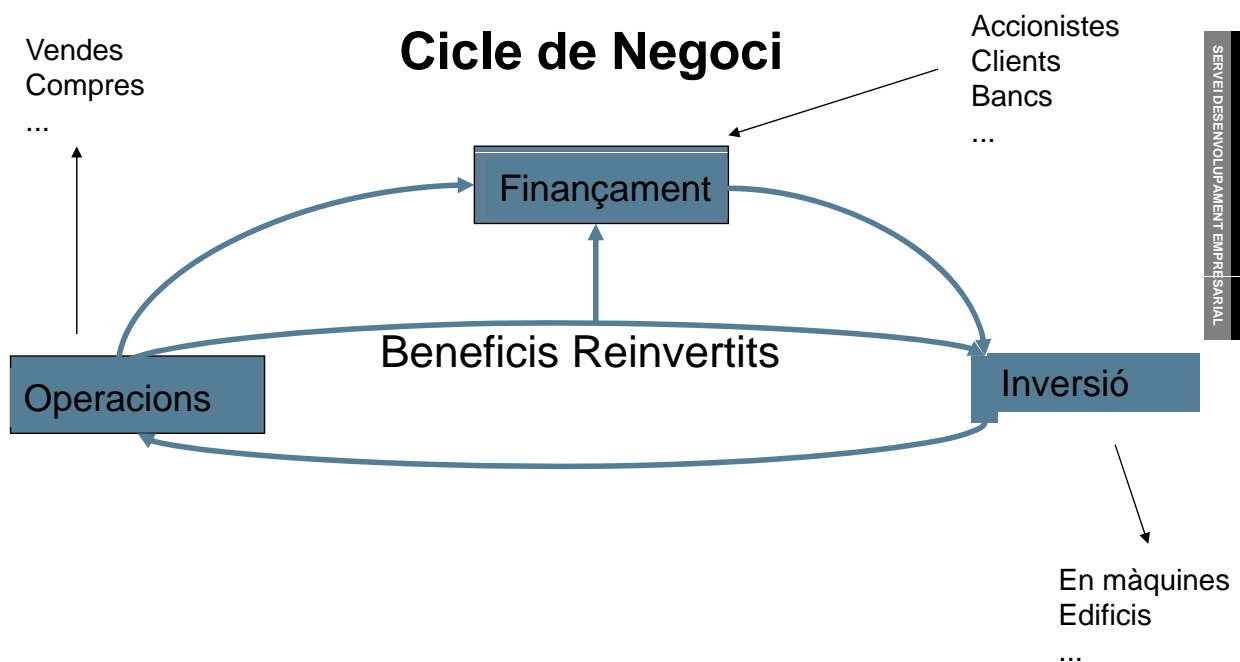 Cicle de Negoci
Vendes
Compres
...
Accionistes
Clients
Bancs
...
SERVEI DESENVOLUPAMENT EMPRESARIAL
Finançament
Beneficis Reinvertits
Operacions
Inversió
En màquines
Edificis
...